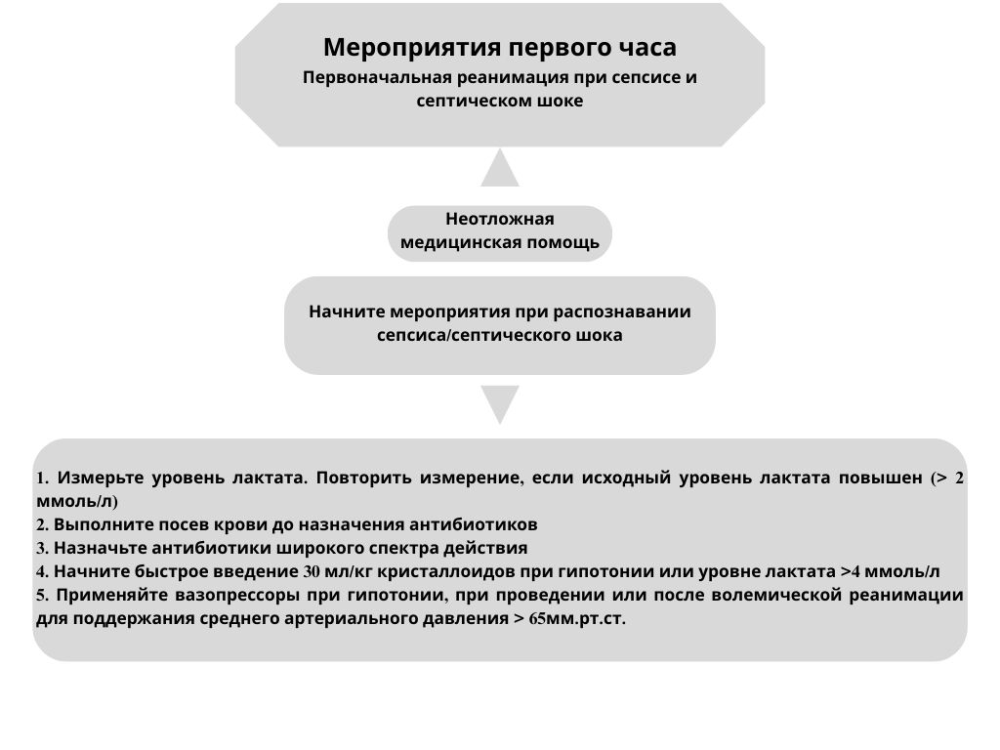 Мероприятия первого часа
Первоначальная реанимация при сепсисе и
септическом шоке
Неотложная
медицинская помощь
Начните мероприятия при распознавании
сепсиса/септического шока
1. Измерьте уровень лактата. Повторить измерение, если исходный уровень лактата повышен (> 2
ммоль/л)
2. Выполните посев крови до назначения антибиотиков
3. Назначьте антибиотики широкого спектра действия
4. Начните быстрое введение 30 мл/кг кристаллоидов при гипотонии или уровне лактата >4 ммоль/л
5. Применяйте вазопрессоры при гипотонии, при проведении или после волемической реанимации
для поддержания среднего артериального давления > 65мм.рт.ст.